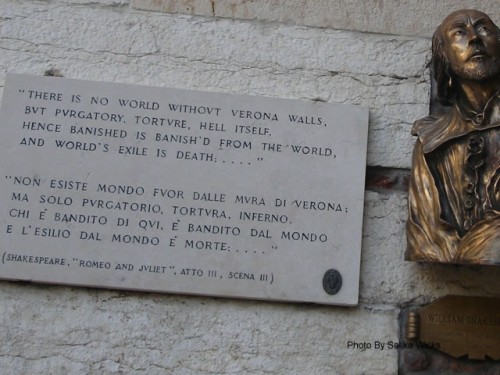 "THERE IS NO WORLD WITHOVT VERONA WALLS,
BVT PVRGATORY, TORTVRE, HELL ITSELF.
HENCE BANISHED IS BANISH'D FROM THE WORLD,
AND WORLD'S EXILE IS DEATH: . . . . "
"NON ESISTE MONDO FVOR DALLE MVRA DI VERONA;
MA SOLO PVRGATORIO, TORTVRA, INFERNO.
CHI È BANDITO DI QVI, È BANDITO DAL MONDO
E L'ESILIO DAL MONDO È MORTE: . . . . "
(SHAKESPEARE, "ROMEO AND JVLIET", ATTO III, SCENA III)
WILLIAM
Photo By